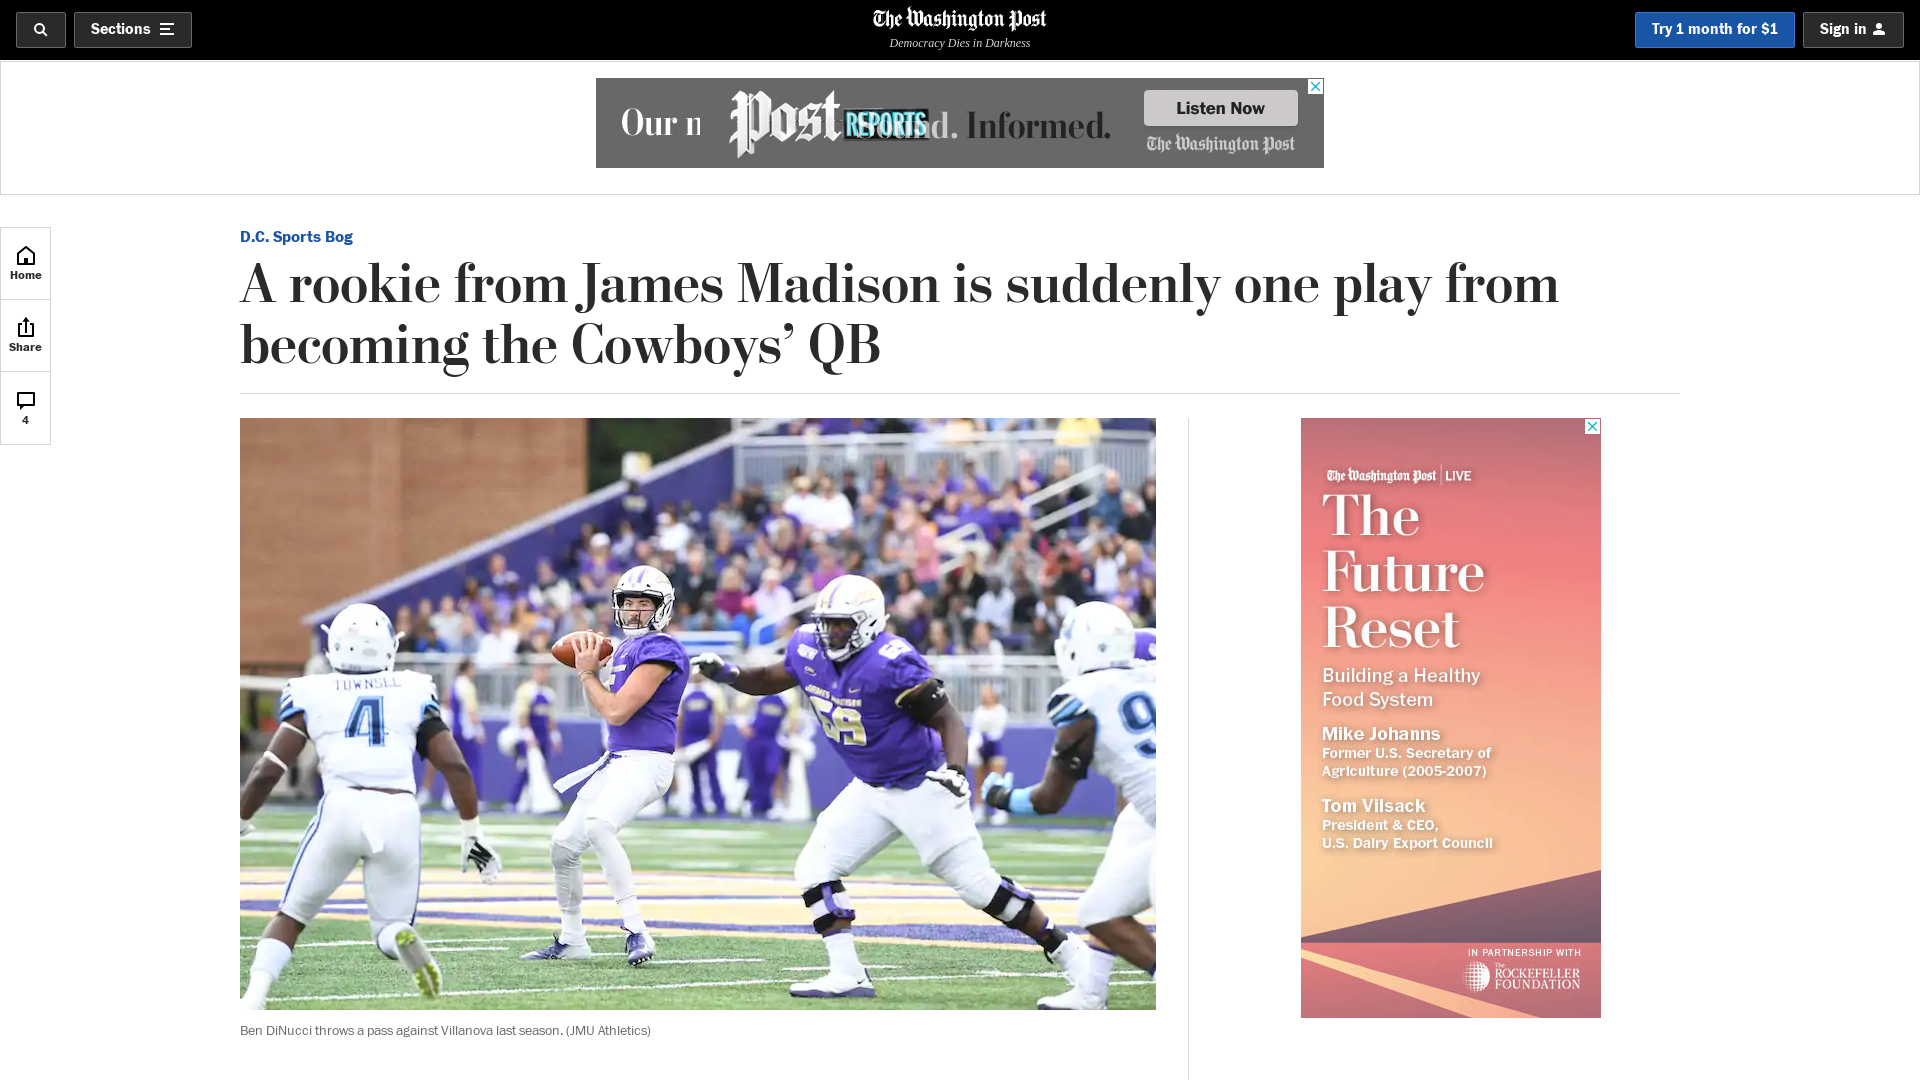 Sections
The Washington Post
Democracy Dies in Darkness
Try 1 month for $1
Sign in
Our
Post
REPORTS
Informed.
Listen Now
The Washington Post
Home
Share
4
D.C. Sports Bog
A rookie from James Madison is suddenly one play from
becoming the Cowboys’ QB
TOWNSEL
4
59
9
Ben DiNucci throws a pass against Villanova last season. (JMU Athletics)
The Washington Post | LIVE
The
Future
Reset
Building a Healthy
Food System
Mike Johanns
Former U.S. Secretary of
Agriculture (2005-2007)
Tom Vilsack
President & CEO,
U.S. Dairy Export Council
IN PARTNERSHIP WITH
The
ROCKEFELLER
FOUNDATION